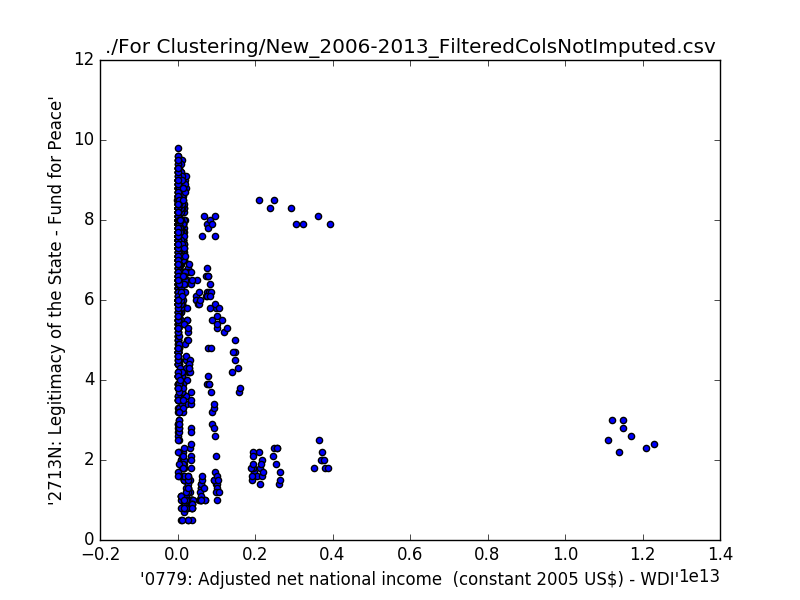 ./For Clustering/New_2006-2013_FilteredColsNotImputed.csv
12
10
8
6
4
2
0
'2713N: Legitimacy of the State - Fund for Peace'
−0.2 0.0 0.2 0.4 0.6 0.8 1.0 1.2 1.4
1e13
'0779: Adjusted net national income  (constant 2005 US$) - WDI'